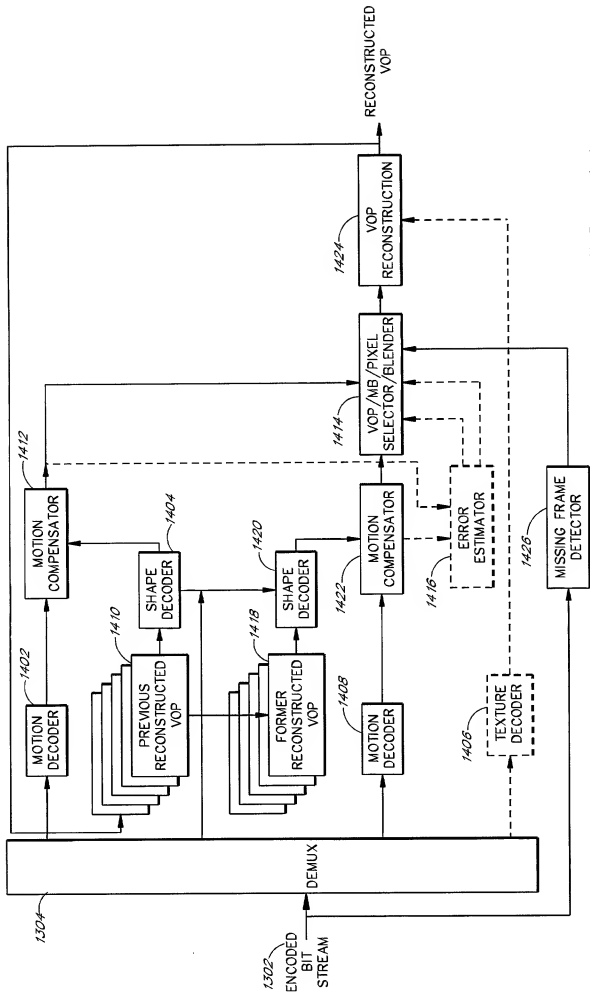 1302
ENCODED
BIT
STREAM
1304
DEMUX
1402
MOTION
DECODER
1412
MOTION
COMPENSATOR
1410
PREVIOUS
RECONSTRUCTED
VOP
1404
SHAPE
DECODER
1418
FORMER
RECONSTRUCTED
VOP
1420
SHAPE
DECODER
1408
MOTION
DECODER
1422
MOTION
COMPENSATOR
1414
VOP/MB/PIXEL
SELECTOR/BLENDER
1424
VOP
RECONSTRUCTION
RECONSTRUCTED
VOP
1416
ERROR
ESTIMATOR
1406
TEXTURE
DECODER
1426
MISSING FRAME
DETECTOR